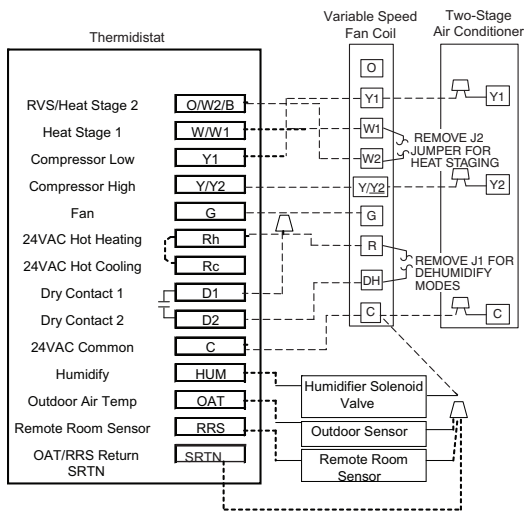 Thermidistat
Variable Speed
Fan Coil
Two-Stage
Air Conditioner
RVS/Heat Stage 2
O/W2/B
Heat Stage 1
W/W1
Compressor Low
Y1
Compressor High
Y/Y2
Fan
G
24VAC Hot Heating
Rh
24VAC Hot Cooling
Rc
Dry Contact 1
D1
Dry Contact 2
D2
24VAC Common
C
Humidify
HUM
Outdoor Air Temp
OAT
Remote Room Sensor
RRS
OAT/RRS Return
SRTN
SRTN
O
Y1
W1
W2
Y/Y2
G
R
DH
C
REMOVE J2
JUMPER FOR
HEAT STAGING
REMOVE J1 FOR
DEHUMIDIFY
MODES
Y1
Y2
C
Humidifier Solenoid
Valve
Outdoor Sensor
Remote Room
Sensor